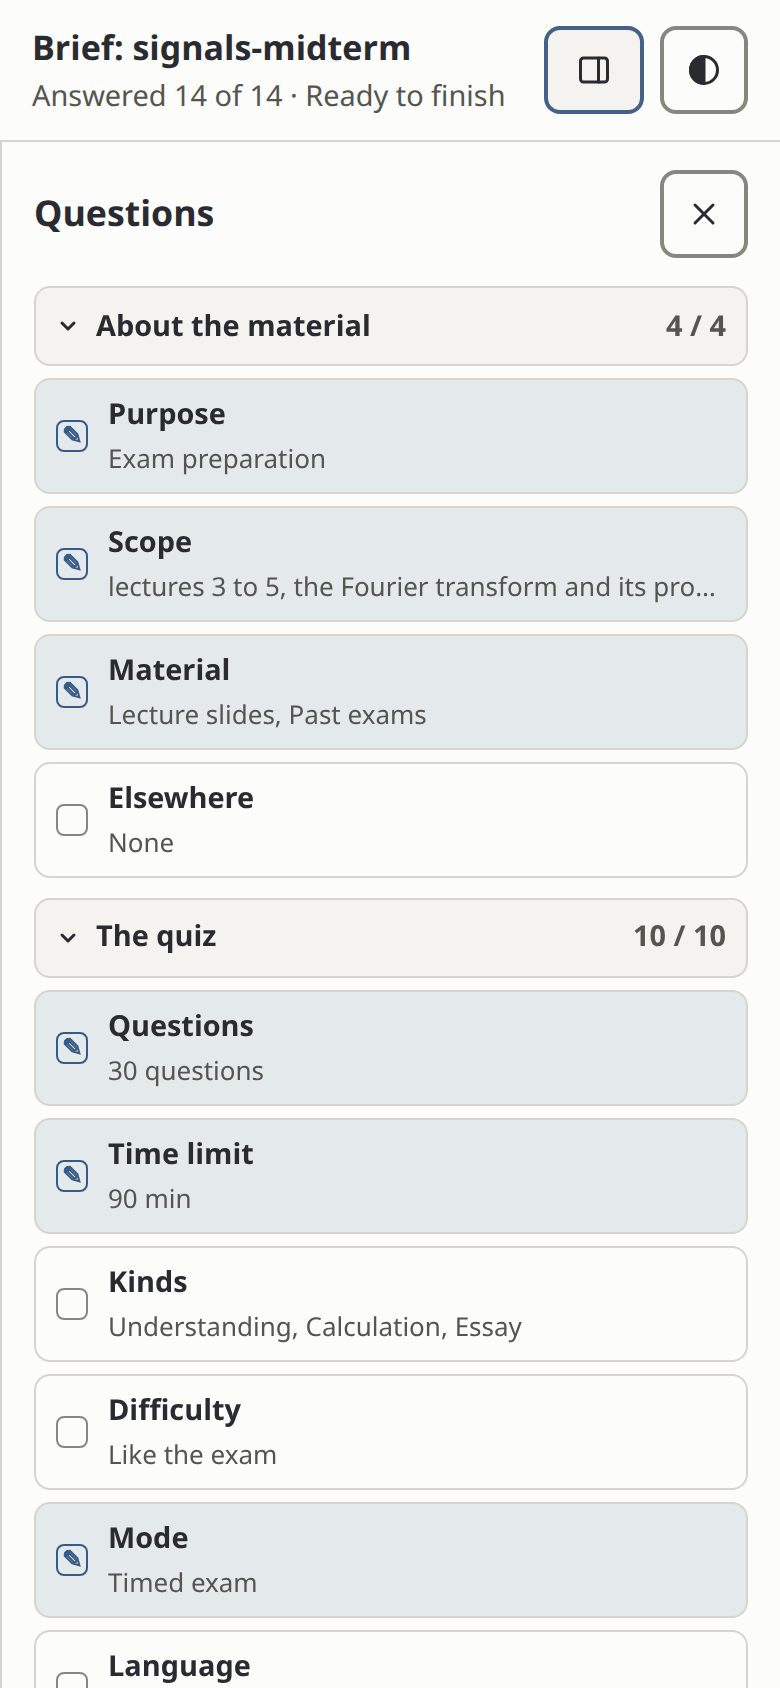 Brief: signals-midterm
Answered 14 of 14 · Ready to finish
Questions
About the material 4 / 4
Purpose
Exam preparation
Scope
lectures 3 to 5, the Fourier transform and its pro...
Material
Lecture slides, Past exams
Elsewhere
None
The quiz 10 / 10
Questions
30 questions
Time limit
90 min
Kinds
Understanding, Calculation, Essay
Difficulty
Like the exam
Mode
Timed exam
Language